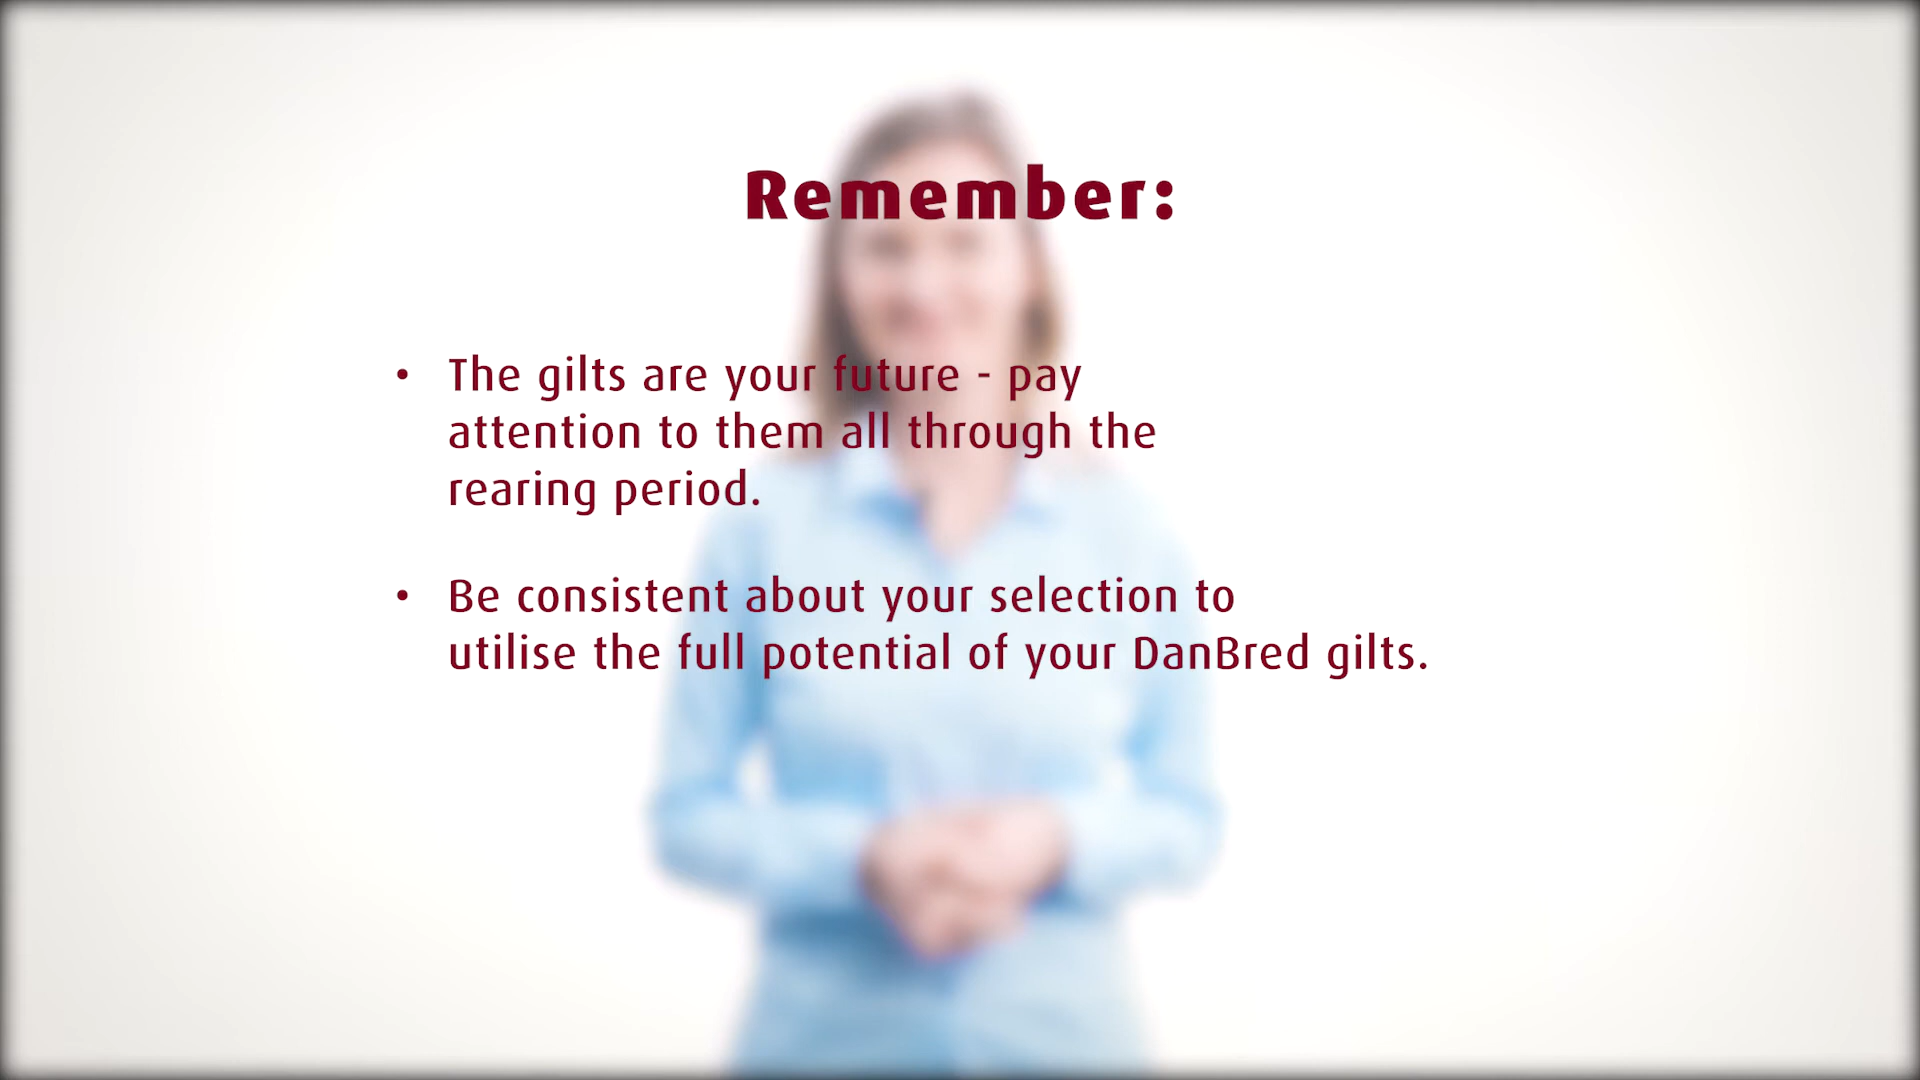 Remember:
• The gilts are your future - pay
attention to them all through the
rearing period.
• Be consistent about your selection to
utilise the full potential of your DanBred gilts.